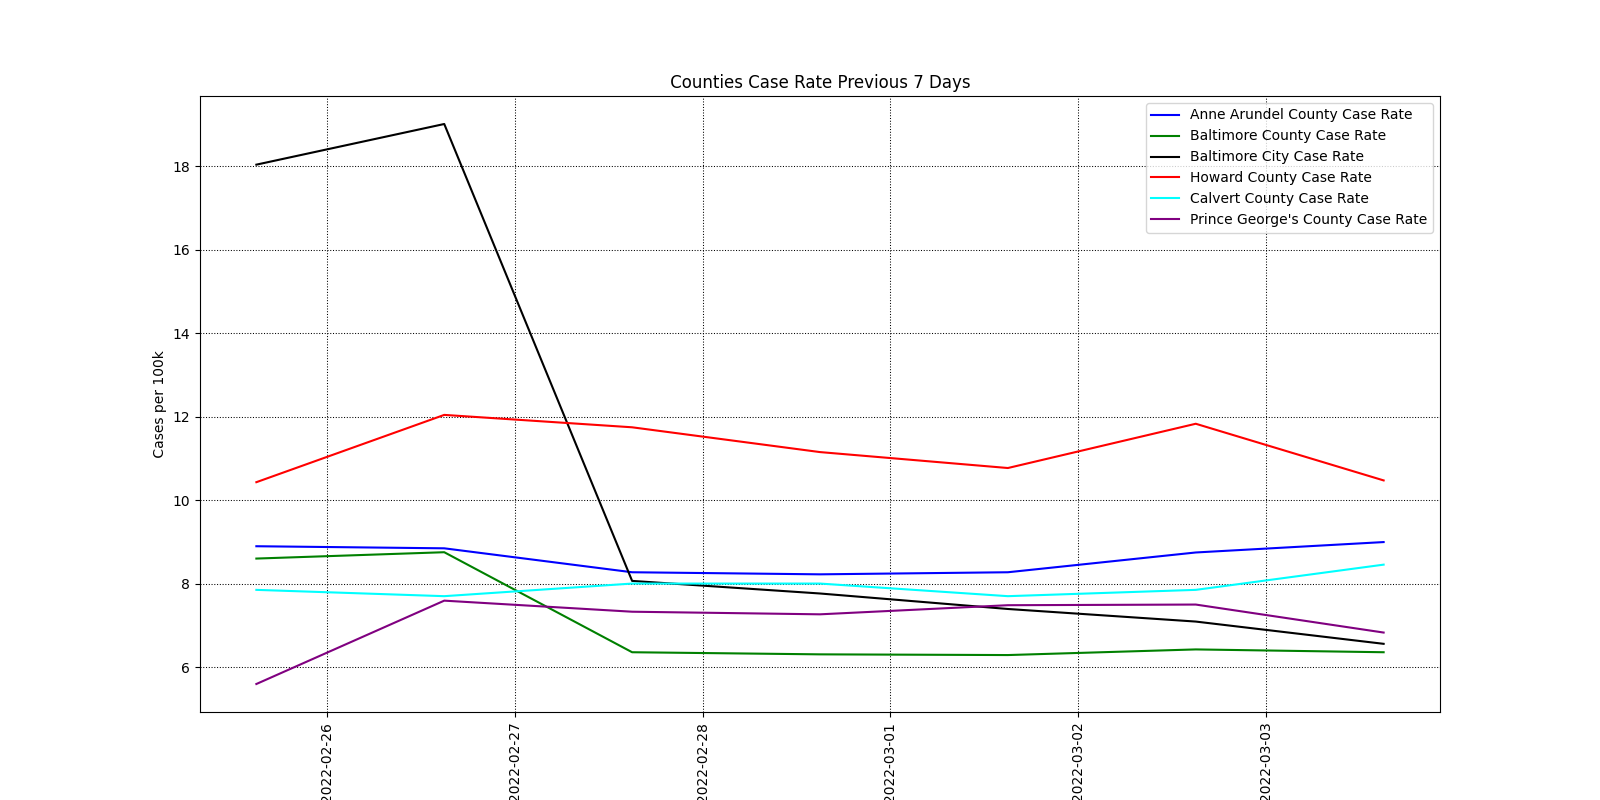 Counties Case Rate Previous 7 Days
Anne Arundel County Case Rate
Baltimore County Case Rate
Baltimore City Case Rate
Howard County Case Rate
Calvert County Case Rate
Prince George's County Case Rate
Cases per 100k
18
16
14
12
10
8
6
2022-02-26
2022-02-27
2022-02-28
2022-03-01
2022-03-02
2022-03-03